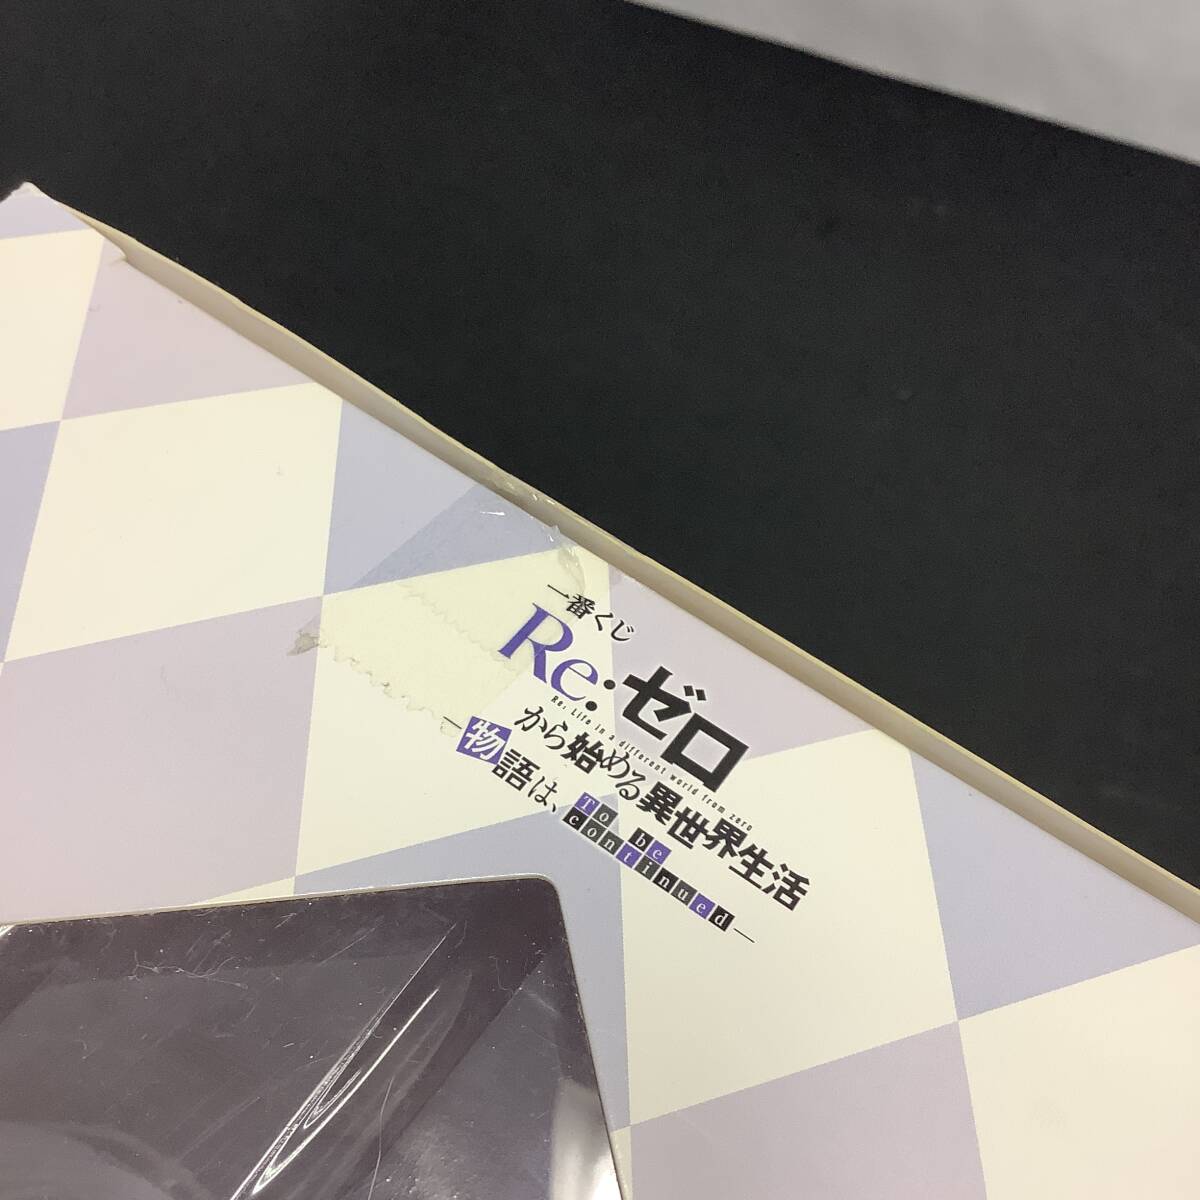 一番くじ
Re:ゼロ
Re: Life in a different world from zero
から始める異世界生活
—物語は、To be continued—